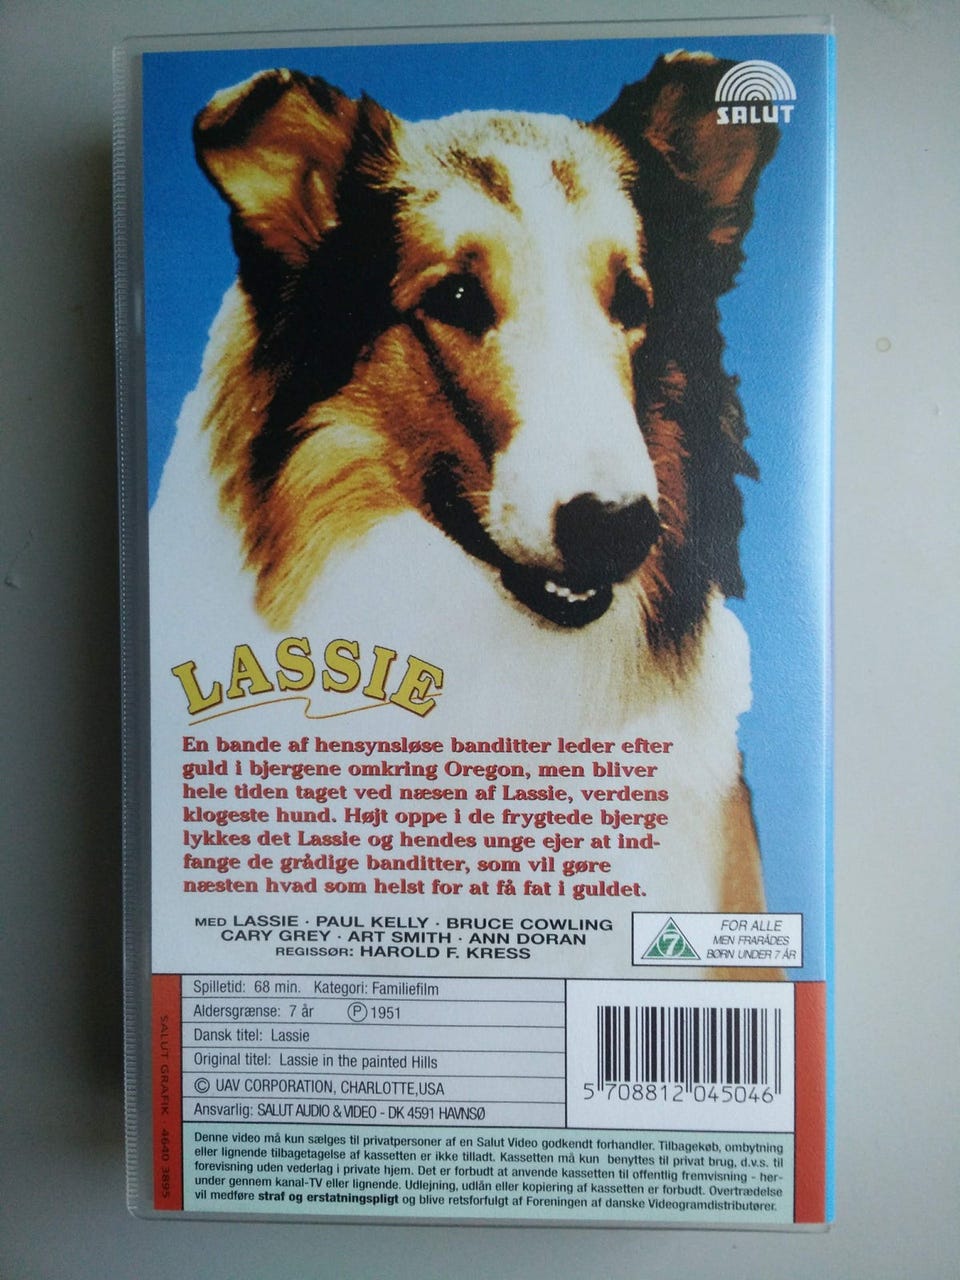 SALUT
LASSIE
En bande af hensynsløse banditter leder efter
guld i bjergene omkring Oregon, men bliver
hele tiden taget ved næsen af Lassie, verdens
klogeste hund. Højt oppe i de frygtede bjerge
lykkes det Lassie og hendes unge ejer at ind-
fange de grådige banditter, som vil gøre
næsten hvad som helst for at få fat i guldet.
MED LASSIE · PAUL KELLY · BRUCE COWLING
CARY GREY · ART SMITH · ANN DORAN
REGISSØR: HAROLD F. KRESS
7
FOR ALLE
MEN FRARÅDES
BØRN UNDER 7 ÅR
Spilletid: 68 min. Kategori: Familiefilm
Aldersgrænse: 7 år Ⓟ 1951
Dansk titel: Lassie
Original titel: Lassie in the painted Hills
© UAV CORPORATION, CHARLOTTE,USA
Ansvarlig: SALUT AUDIO & VIDEO - DK 4591 HAVNSØ
5 708812 045046
SALUT GRAFIK · 4640 3895
Denne video må kun sælges til privatpersoner af en Salut Video godkendt forhandler. Tilbagekøb, ombytning
eller lignende tilbagetagelse af kassetten er ikke tilladt. Kassetten må kun benyttes til privat brug, d.v.s. til
forevisning uden vederlag i private hjem. Det er forbudt at anvende kassetten til offentlig fremvisning - her-
under gennem kanal-TV eller lignende. Udlejning, udlån eller kopiering af kassetten er forbudt. Overtrædelse
vil medføre straf og erstatningspligt og blive retsforfulgt af Foreningen af danske Videogramdistributører.